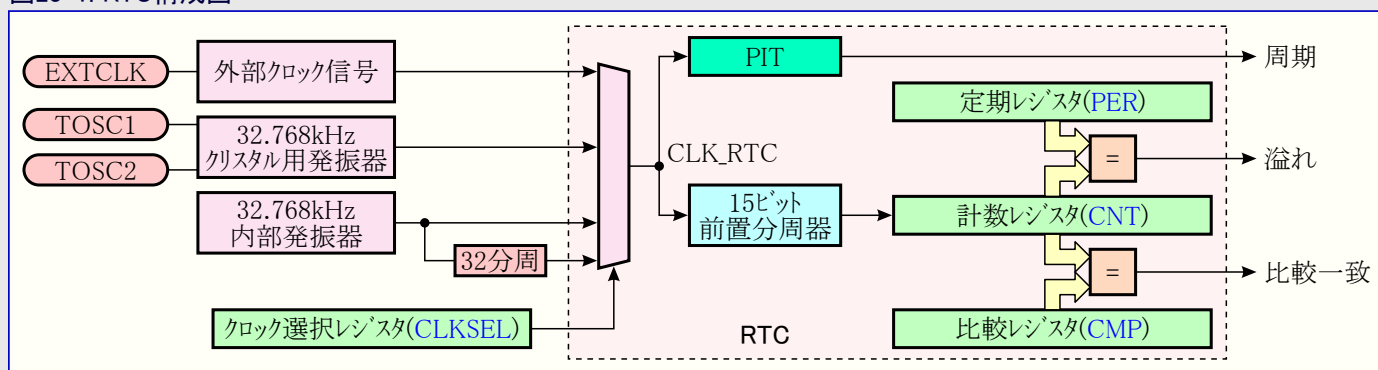 EXTCLK
外部クロック信号
TOSC1
TOSC2
32.768kHz
クリスタル用発振器
32.768kHz
内部発振器
32分周
クロック選択レジスタ(CLKSEL)
CLK_RTC
PIT
15ビット
前置分周器
RTC
定期レジスタ(PER)
=
計数レジスタ(CNT)
=
比較レジスタ(CMP)
周期
溢れ
比較一致